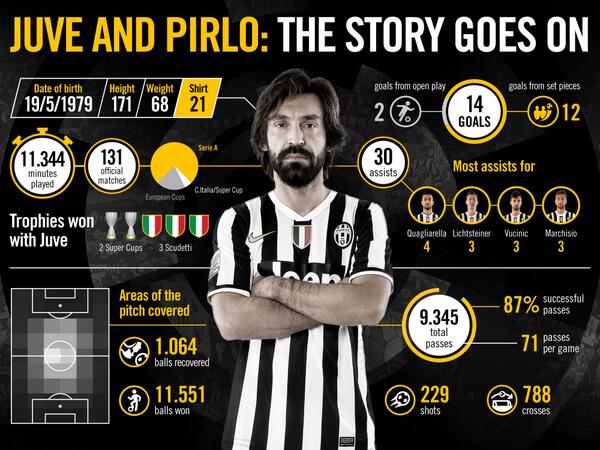 JUVE AND PIRLO: THE STORY GOES ON
Date of birth
19/5/1979
Height
171
Weight
68
Shirt
21
goals from open play
2
14
GOALS
goals from set pieces
12
11.344
minutes
played
131
official
matches
Serie A
European Cups
C.Italia/Super Cup
30
assists
Most assists for
Quagliarella
4
Lichtsteiner
3
Vucinic
3
Marchisio
3
Trophies won
with Juve
2 Super Cups
3 Scudetti
Jeep
Areas of the
pitch covered
1.064
balls recovered
11.551
balls won
9.345
total
passes
87% successful
passes
71 passes
per game
229
shots
788
crosses